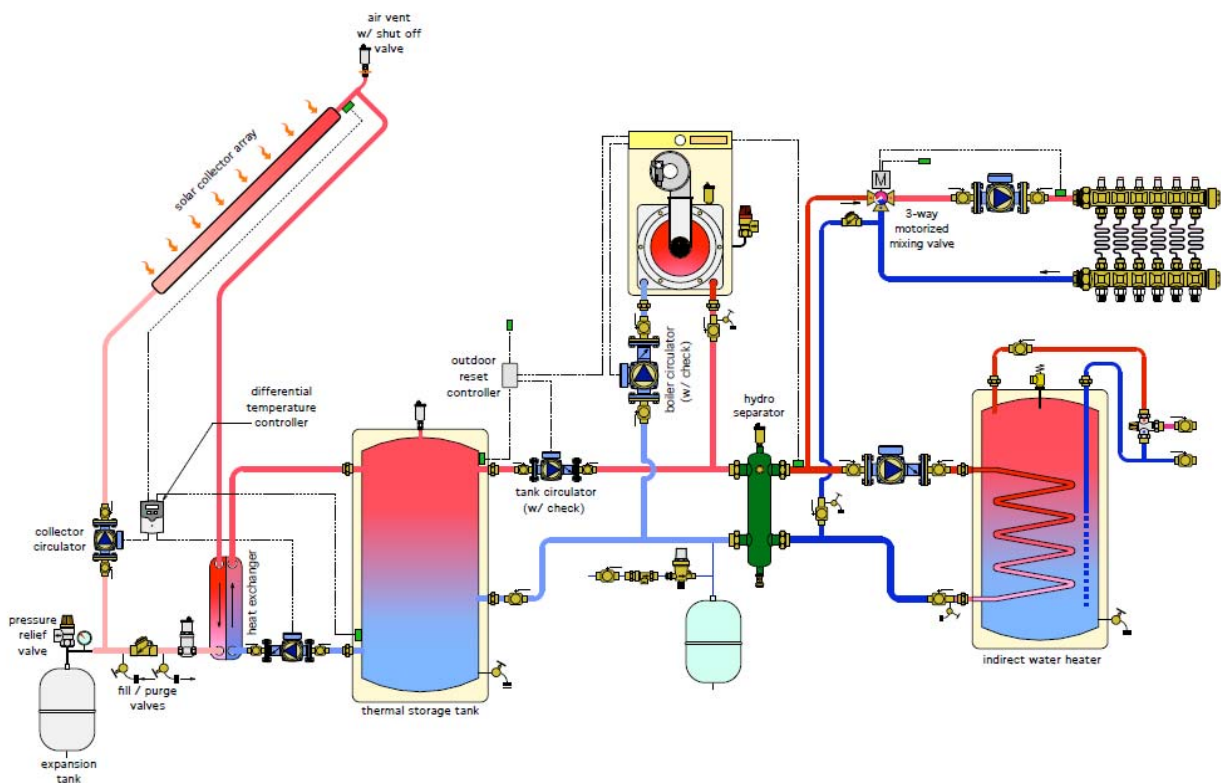 air vent
w/ shut off
valve
solar collector array
M
3-way
motorized
mixing valve
outdoor
reset
controller
boiler circulator
(w/ check)
differential
temperature
controller
hydro
separator
tank circulator
(w/ check)
collector
circulator
heat exchanger
pressure
relief
valve
fill / purge
valves
thermal storage tank
indirect water heater
expansion
tank